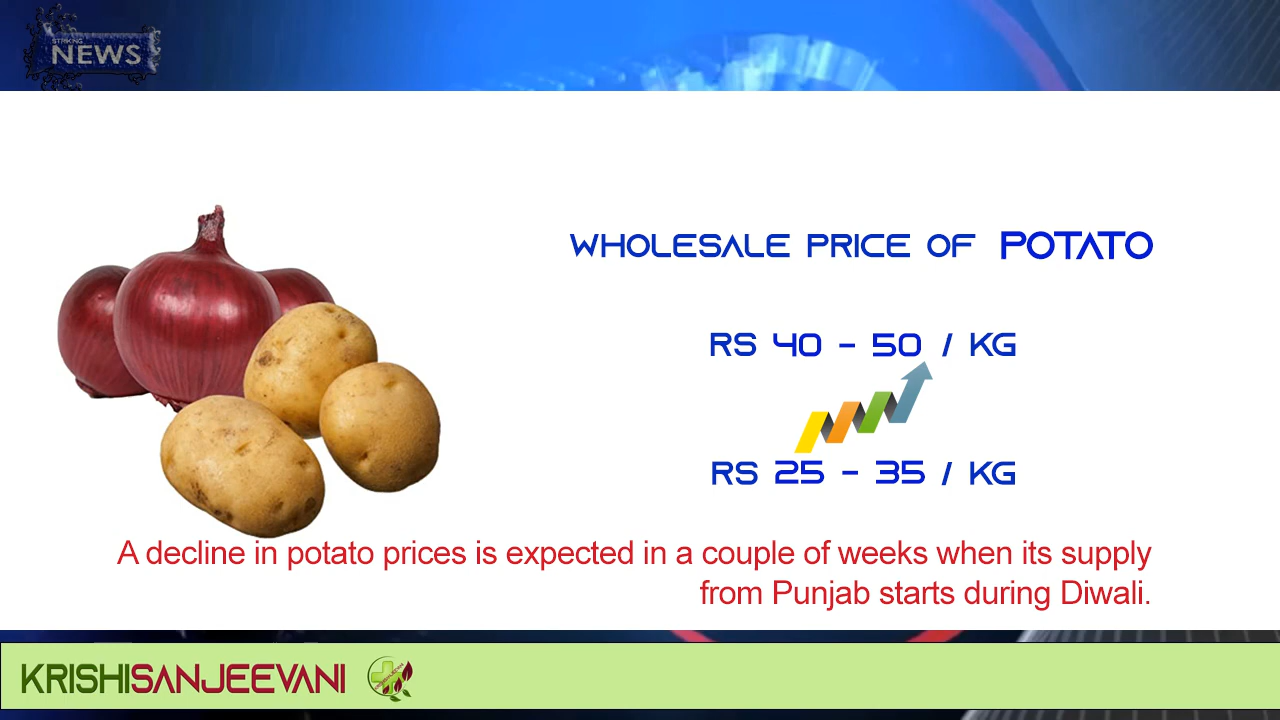 STRIKING
NEWS
WHOLESALE PRICE OF POTATO
RS 40 - 50 / KG
RS 25 - 35 / KG
A decline in potato prices is expected in a couple of weeks when its supply
from Punjab starts during Diwali.
KRISHISANJEEVANI